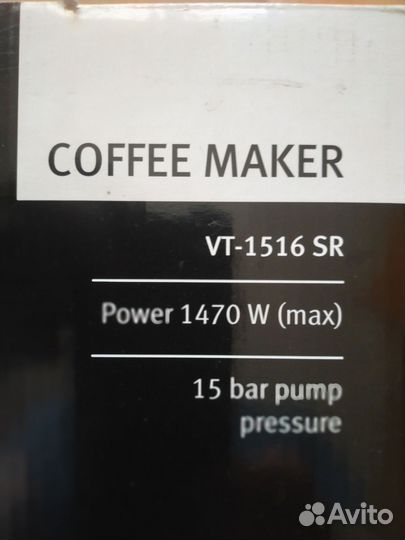 COFFEE MAKER
VT-1516 SR
Power 1470 W (max)
15 bar pump
pressure
Avito